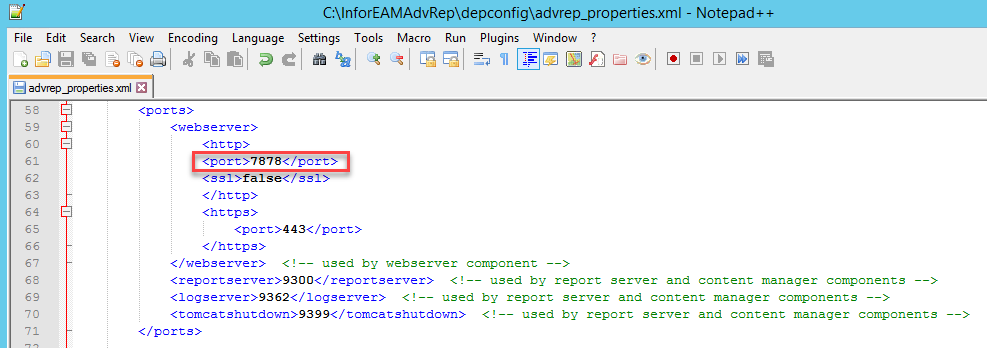 C:\InforEAMAdvRep\depconfig\advrep_properties.xml - Notepad++
File Edit Search View Encoding Language Settings Tools Macro Run Plugins Window ?
advrep_properties.xml
58 <ports>
59 <webserver>
60 <http>
61 <port>7878</port>
62 <ssl>false</ssl>
63 </http>
64 <https>
65 <port>443</port>
66 </https>
67 </webserver> <!-- used by webserver component -->
68 <reportserver>9300</reportserver> <!-- used by report server and content manager components -->
69 <logserver>9362</logserver> <!-- used by report server and content manager components -->
70 <tomcatshutdown>9399</tomcatshutdown> <!-- used by report server and content manager components -->
71 </ports>